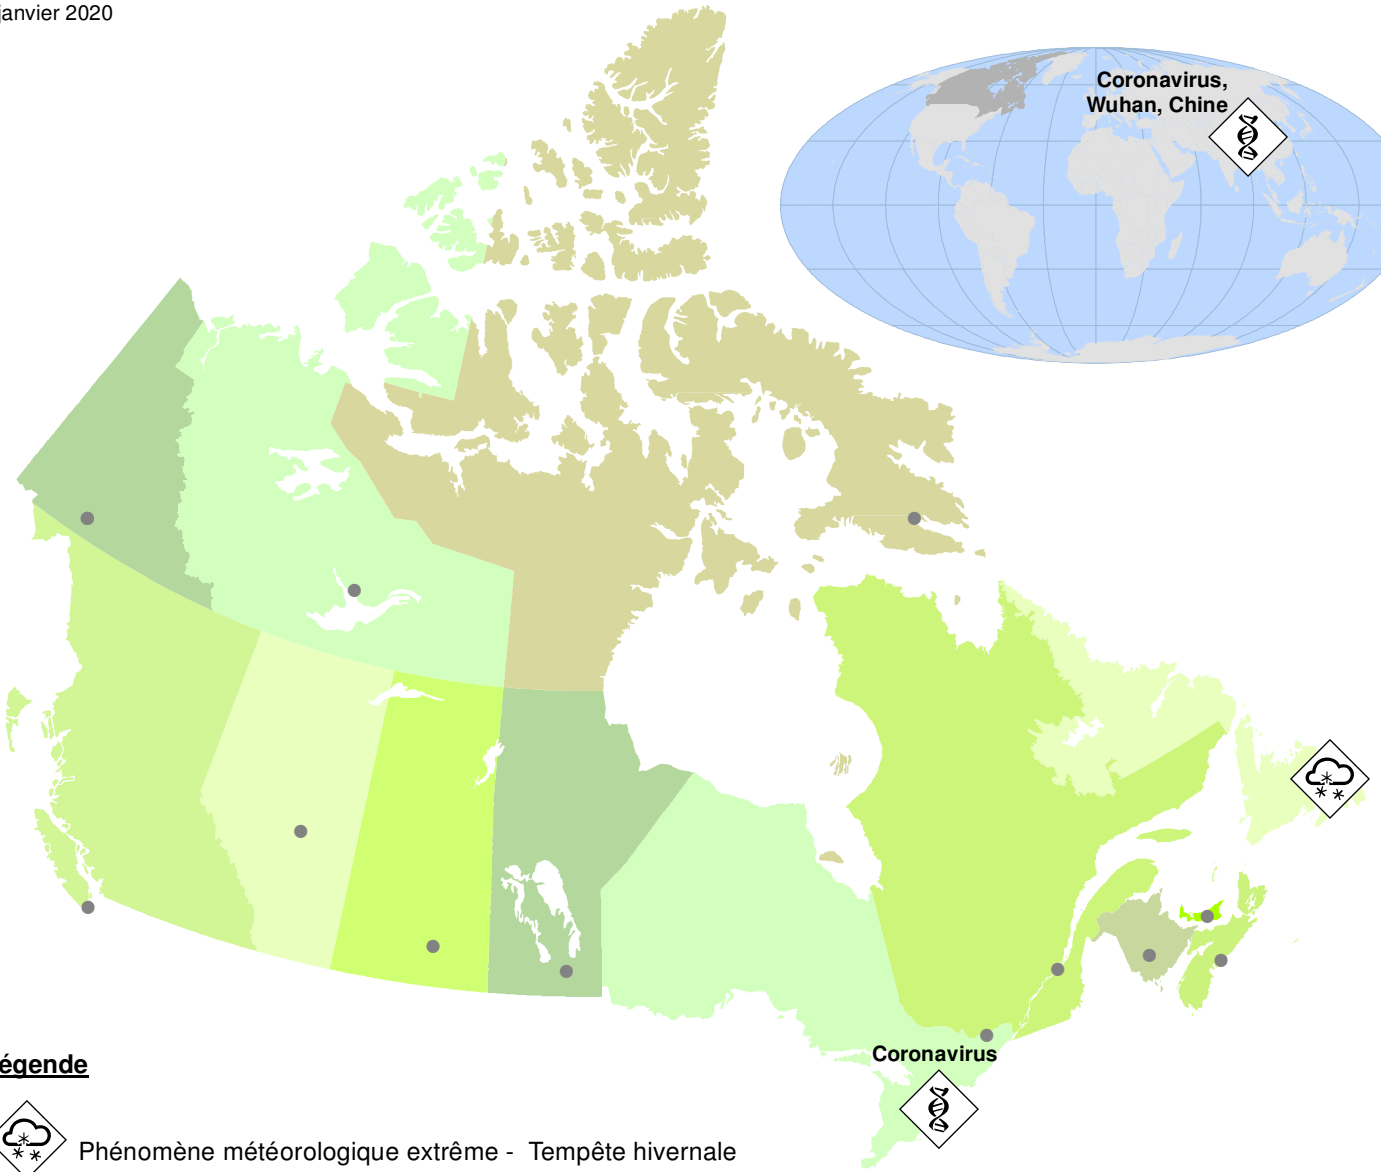 janvier 2020
Coronavirus,
Wuhan, Chine
Coronavirus
égende
Phénomène météorologique extrême - Tempête hivernale